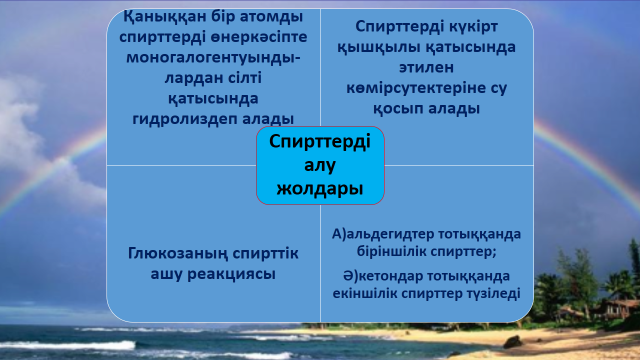 Қаныққан бір атомды
спирттерді өнеркәсіпте
моногалогентуынды-
лардан сілті
қатысында
гидролиздеп алады
Спирттерді күкірт
қышқылы қатысында
этилен
көмірсутектеріне су
қосып алады
Спирттерді
алу
жолдары
Глюкозаның спирттік
ашу реакциясы
А)альдегидтер тотыққанда
біріншілік спирттер;
Ә)кетондар тотыққанда
екіншілік спирттер түзіледі